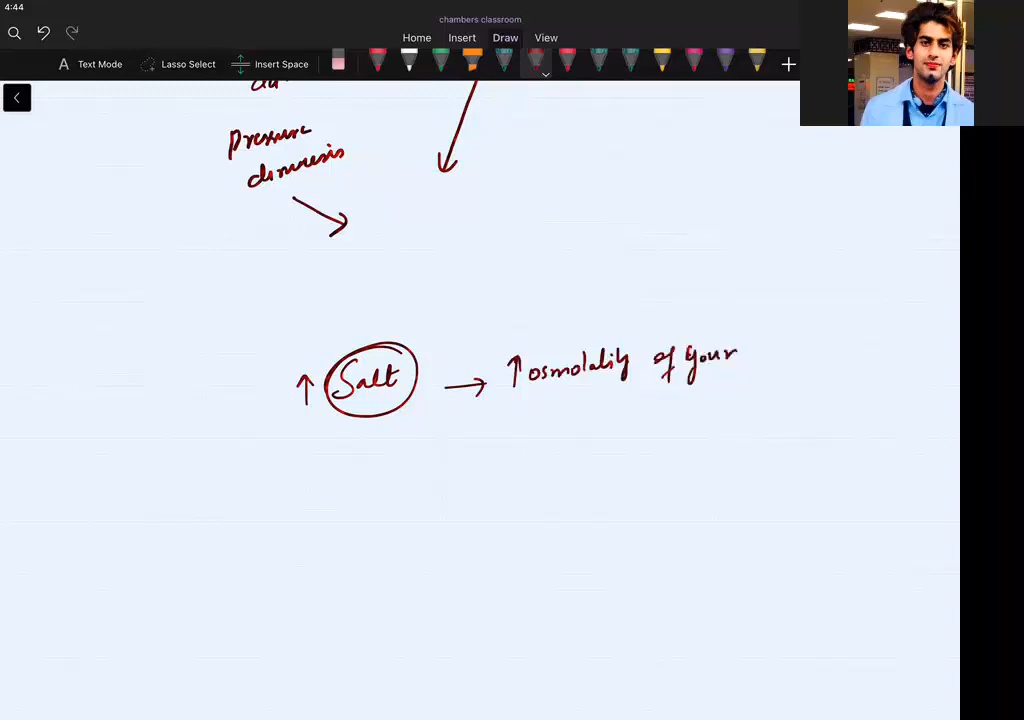 4:44
chambers classroom
Home Insert Draw View
Text Mode Lasso Select Insert Space
pressure
diuresis
↑ Salt → ↑ osmolality of your